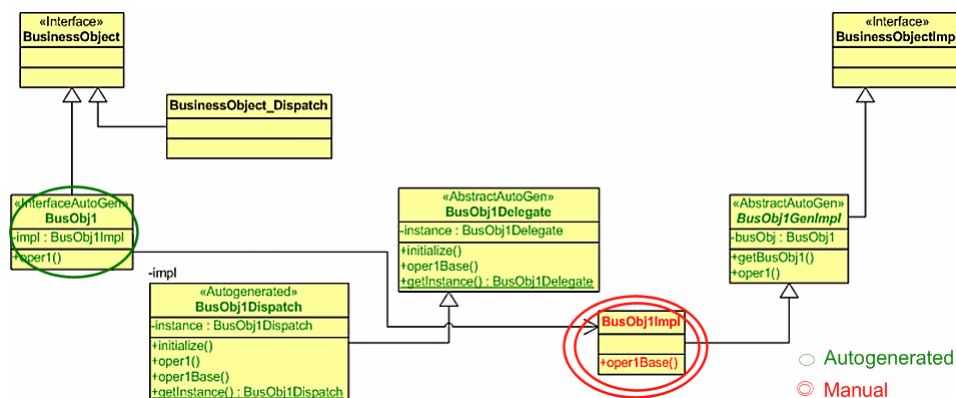 «Interface»
BusinessObject
«Interface»
BusinessObjectImpl
BusinessObject_Dispatch
«InterfaceAutoGen»
BusObj1
-impl : BusObj1Impl
+oper1()
«AbstractAutoGen»
BusObj1Delegate
-instance : BusObj1Delegate
+initialize()
+oper1Base()
+getInstance() : BusObj1Delegate
«AbstractAutoGen»
BusObj1GenImpl
-busObj : BusObj1
+getBusObj1()
+oper1()
-impl
«Autogenerated»
BusObj1Dispatch
-instance : BusObj1Dispatch
+initialize()
+oper1()
+oper1Base()
+getInstance() : BusObj1Dispatch
BusObj1Impl
+oper1Base()
Autogenerated
Manual